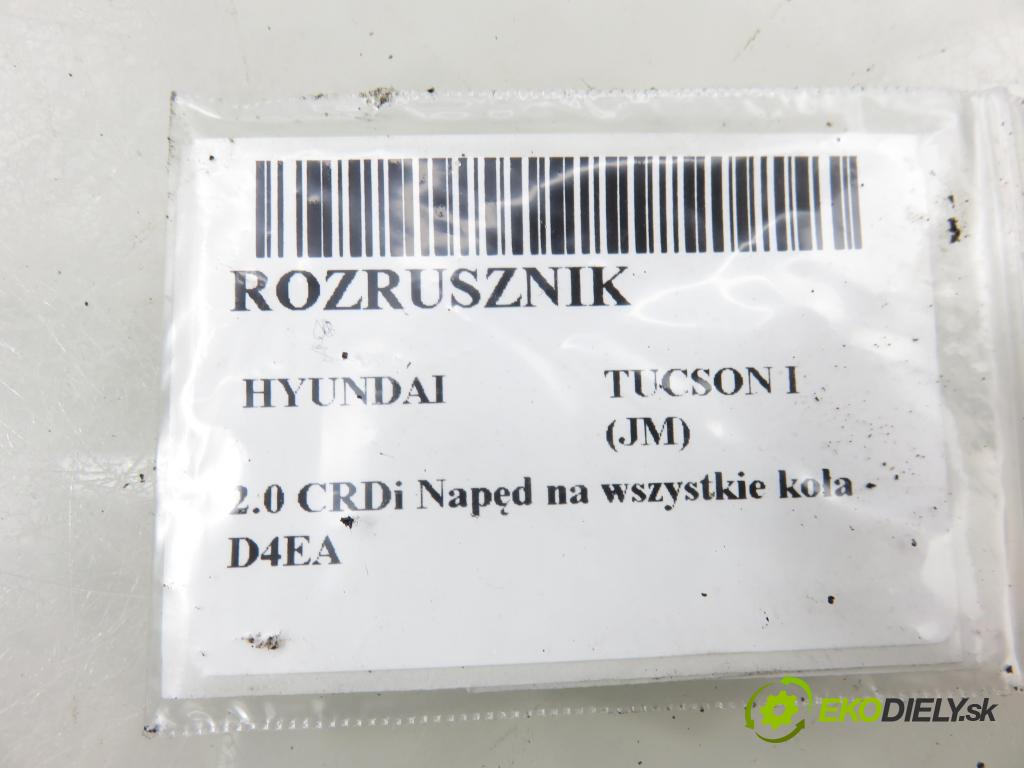 ROZRUSZNIK
HYUNDAI TUCSON I
(JM)
2.0 CRDi Napęd na wszystkie koła -
D4EA
EKODIELY.sk